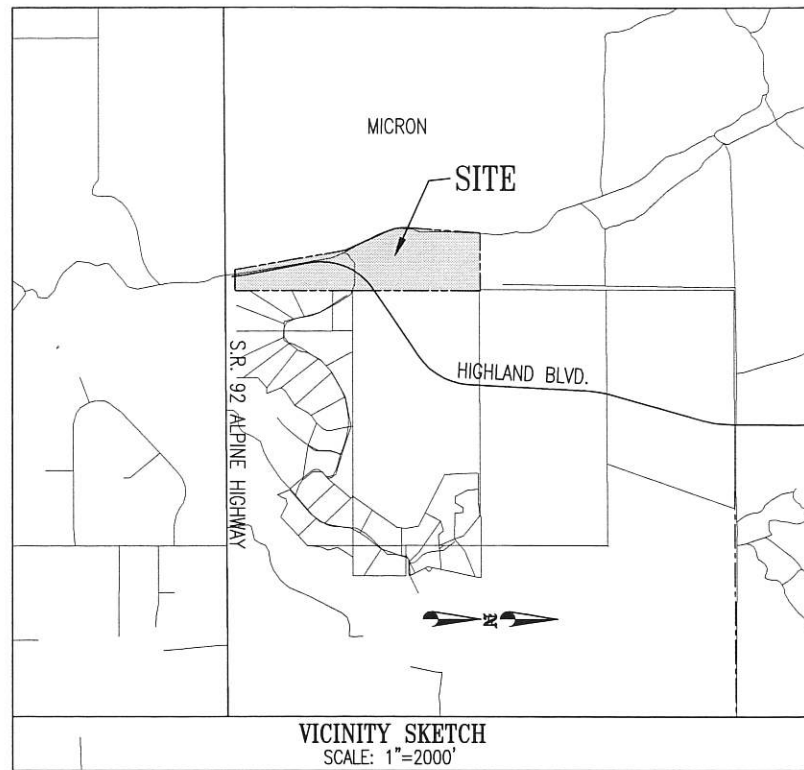 MICRON
SITE
HIGHLAND BLVD.
S.R. 92 ALPINE HIGHWAY
N
VICINITY SKETCH
SCALE: 1"=2000'